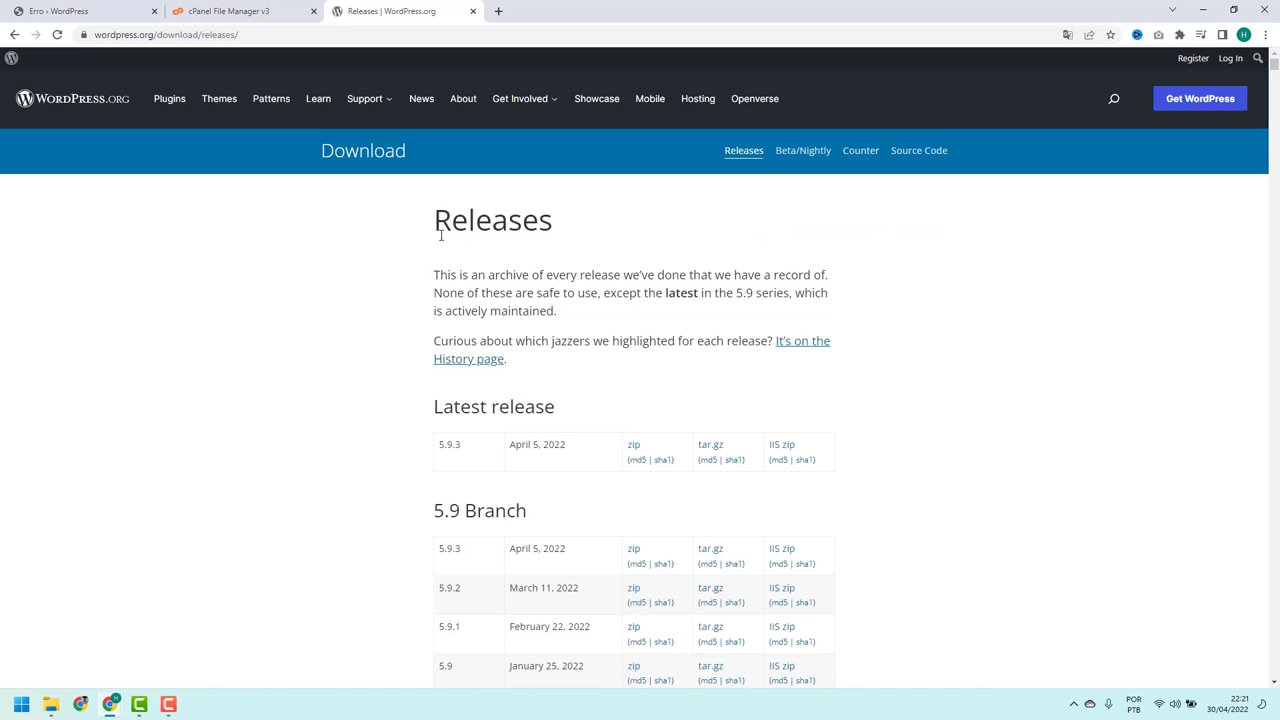 Erro ‹ Bruce — WordPress
cPanel File Manager v3
Releases | WordPress.org
wordpress.org/download/releases/
Register
Log In
WORDPRESS.ORG
Plugins
Themes
Patterns
Learn
Support
News
About
Get Involved
Showcase
Mobile
Hosting
Openverse
Get WordPress
Download
Releases
Beta/Nightly
Counter
Source Code
Releases
This is an archive of every release we've done that we have a record of.
None of these are safe to use, except the latest in the 5.9 series, which
is actively maintained.
Curious about which jazzers we highlighted for each release? It's on the
History page.
Latest release
5.9.3 April 5, 2022 zip tar.gz IIS zip
(md5 | sha1) (md5 | sha1) (md5 | sha1)
5.9 Branch
5.9.3 April 5, 2022 zip tar.gz IIS zip
(md5 | sha1) (md5 | sha1) (md5 | sha1)
5.9.2 March 11, 2022 zip tar.gz IIS zip
(md5 | sha1) (md5 | sha1) (md5 | sha1)
5.9.1 February 22, 2022 zip tar.gz IIS zip
(md5 | sha1) (md5 | sha1) (md5 | sha1)
5.9 January 25, 2022 zip tar.gz IIS zip
(md5 | sha1) (md5 | sha1) (md5 | sha1)
H
POR
PTB
22:21
30/04/2022